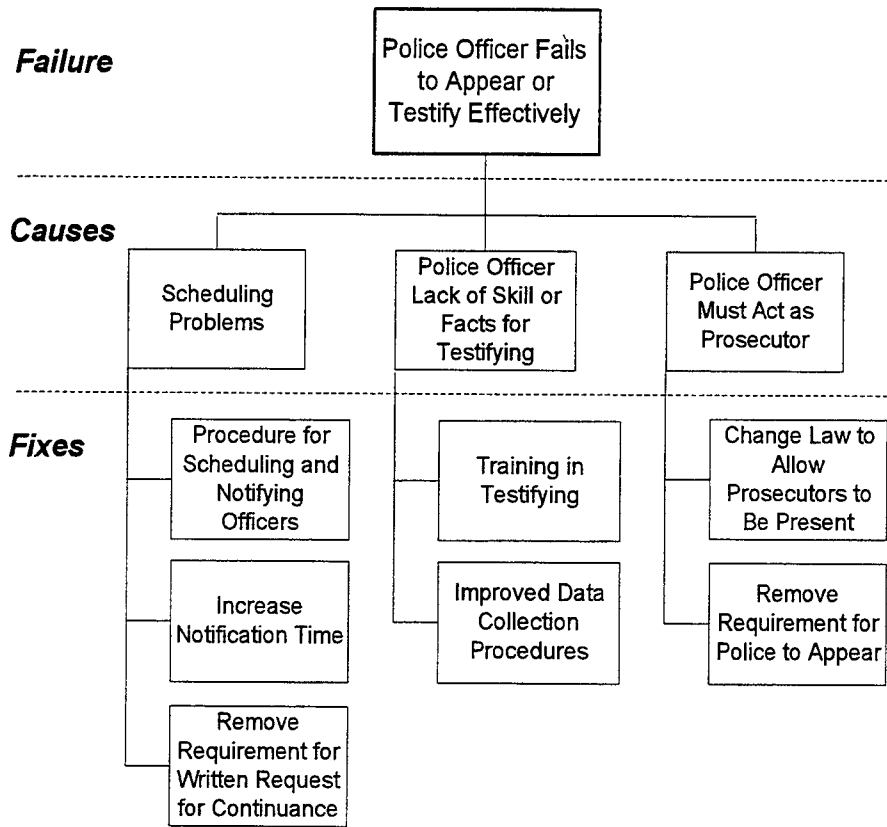 Failure
Police Officer Fails
to Appear or
Testify Effectively
Causes
Scheduling
Problems
Police Officer
Lack of Skill or
Facts for
Testifying
Police Officer
Must Act as
Prosecutor
Fixes
Procedure for
Scheduling and
Notifying
Officers
Training in
Testifying
Change Law to
Allow
Prosecutors to
Be Present
Increase
Notification Time
Improved Data
Collection
Procedures
Remove
Requirement for
Police to Appear
Remove
Requirement for
Written Request
for Continuance